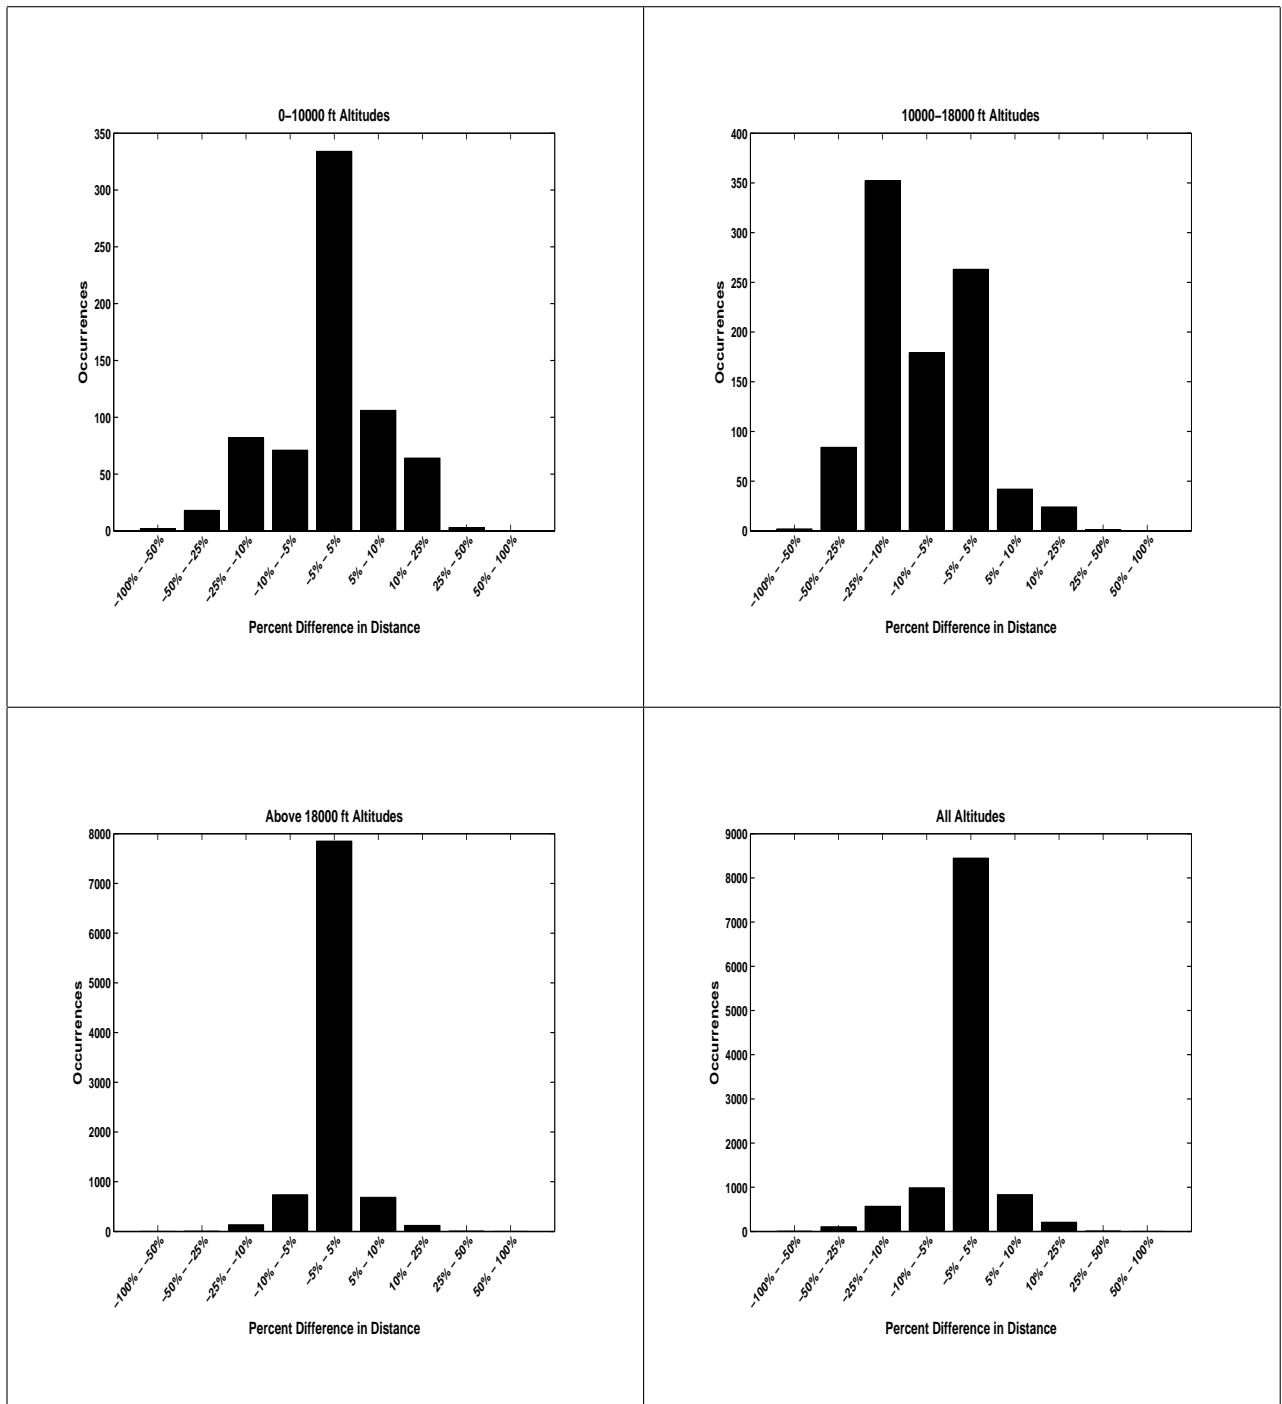 0–10000 ft Altitudes
350
300
250
200
150
100
50
0
Occurrences
–100% – –50%
–50% – –25%
–25% – –10%
–10% – –5%
–5% – 5%
5% – 10%
10% – 25%
25% – 50%
50% – 100%
Percent Difference in Distance
10000–18000 ft Altitudes
400
350
300
250
200
150
100
50
0
Occurrences
–100% – –50%
–50% – –25%
–25% – –10%
–10% – –5%
–5% – 5%
5% – 10%
10% – 25%
25% – 50%
50% – 100%
Percent Difference in Distance
Above 18000 ft Altitudes
8000
7000
6000
5000
4000
3000
2000
1000
0
Occurrences
–100% – –50%
–50% – –25%
–25% – –10%
–10% – –5%
–5% – 5%
5% – 10%
10% – 25%
25% – 50%
50% – 100%
Percent Difference in Distance
All Altitudes
9000
8000
7000
6000
5000
4000
3000
2000
1000
0
Occurrences
–100% – –50%
–50% – –25%
–25% – –10%
–10% – –5%
–5% – 5%
5% – 10%
10% – 25%
25% – 50%
50% – 100%
Percent Difference in Distance